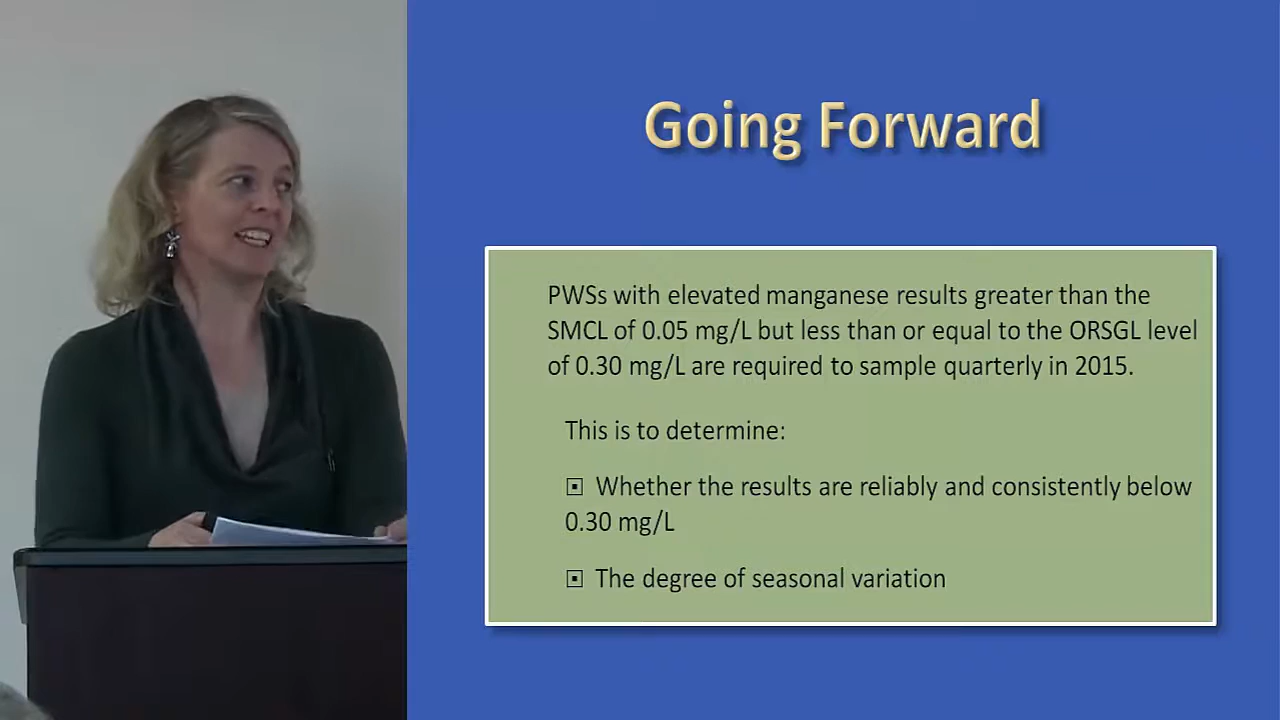 Going Forward
PWSs with elevated manganese results greater than the
SMCL of 0.05 mg/L but less than or equal to the ORSGL level
of 0.30 mg/L are required to sample quarterly in 2015.
This is to determine:
▣ Whether the results are reliably and consistently below
0.30 mg/L
▣ The degree of seasonal variation